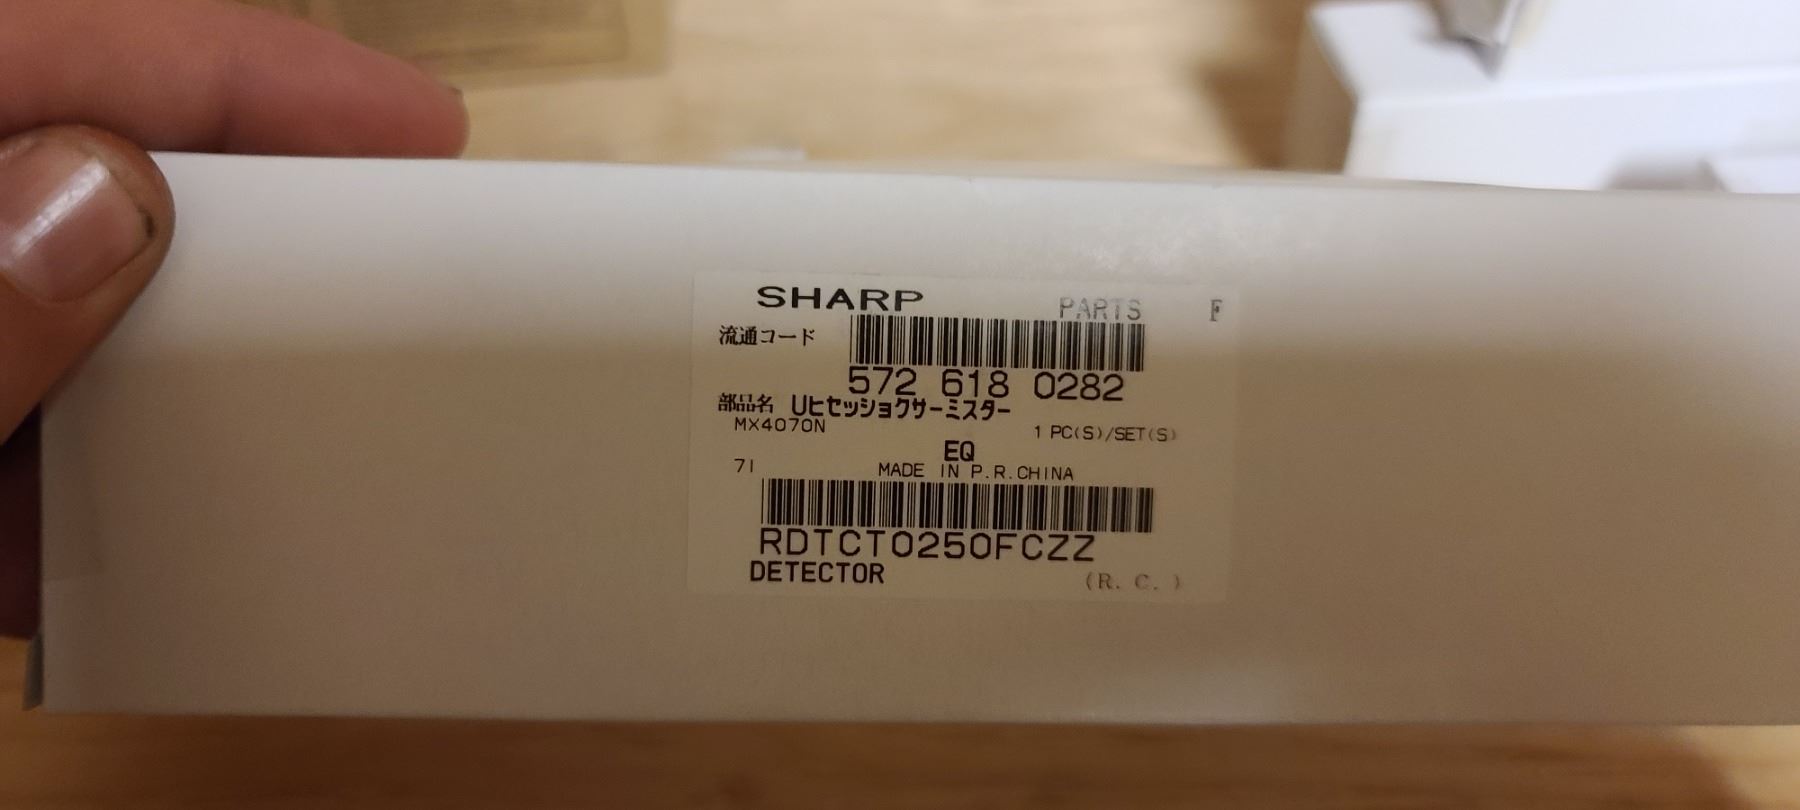 SHARP PARTS F
流通コード
572 618 0282
部品名 Uヒセッショクサーミスター
MX4070N 1 PC(S)/SET(S)
EQ
71 MADE IN P.R.CHINA
RDTCT0250FCZZ
DETECTOR (R. C. )